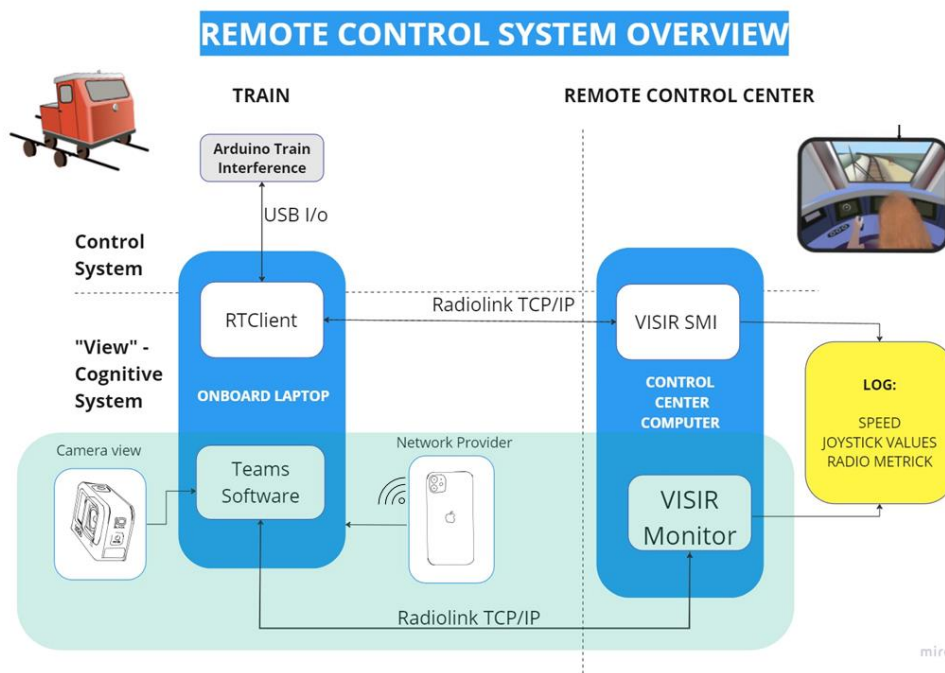 REMOTE CONTROL SYSTEM OVERVIEW
TRAIN
REMOTE CONTROL CENTER
Arduino Train
Interference
USB I/o
Control
System
Radiolink TCP/IP
RTClient
VISIR SMI
"View" -
Cognitive
System
ONBOARD LAPTOP
CONTROL
CENTER
COMPUTER
LOG:
SPEED
JOYSTICK VALUES
RADIO METRICK
Camera view
Teams
Software
Network Provider
VISIR
Monitor
Radiolink TCP/IP